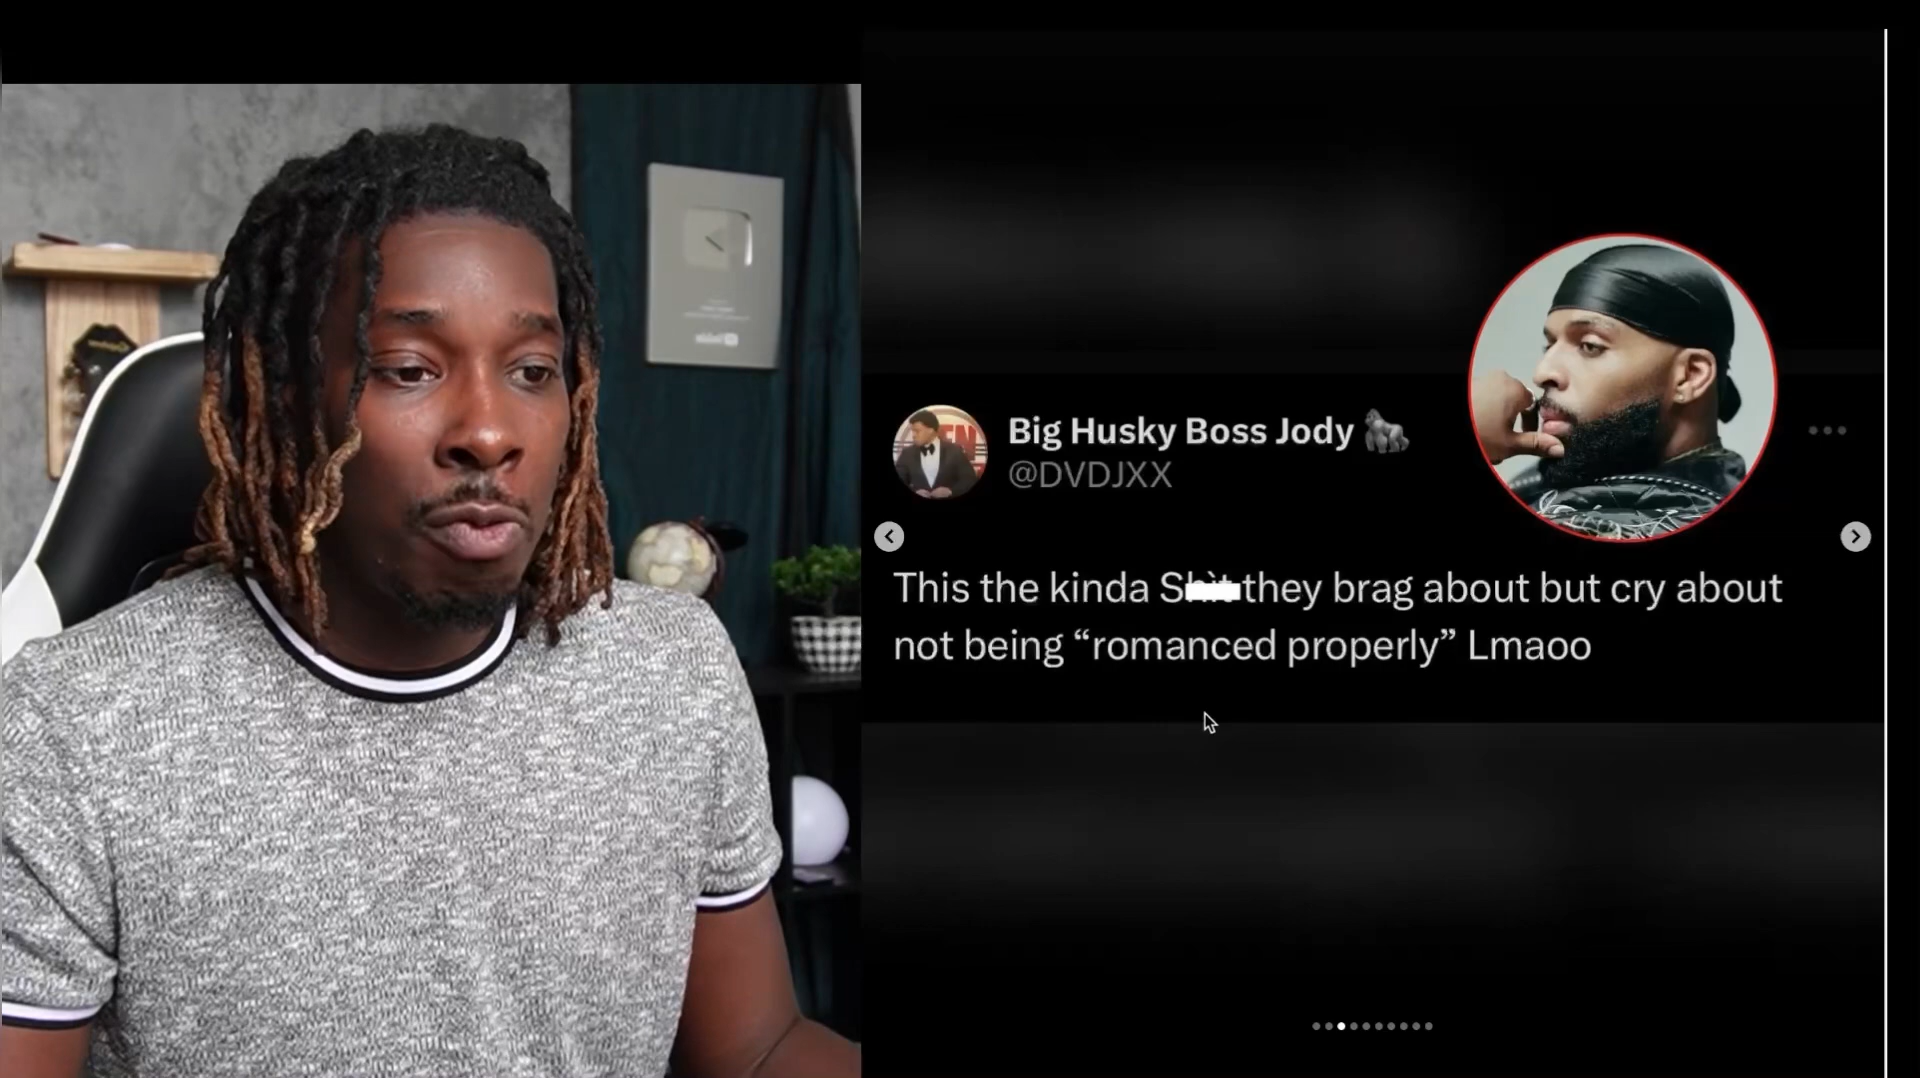 Big Husky Boss Jody 🦍
@DVDJXX
This the kinda Shìt they brag about but cry about
not being “romanced properly” Lmaoo